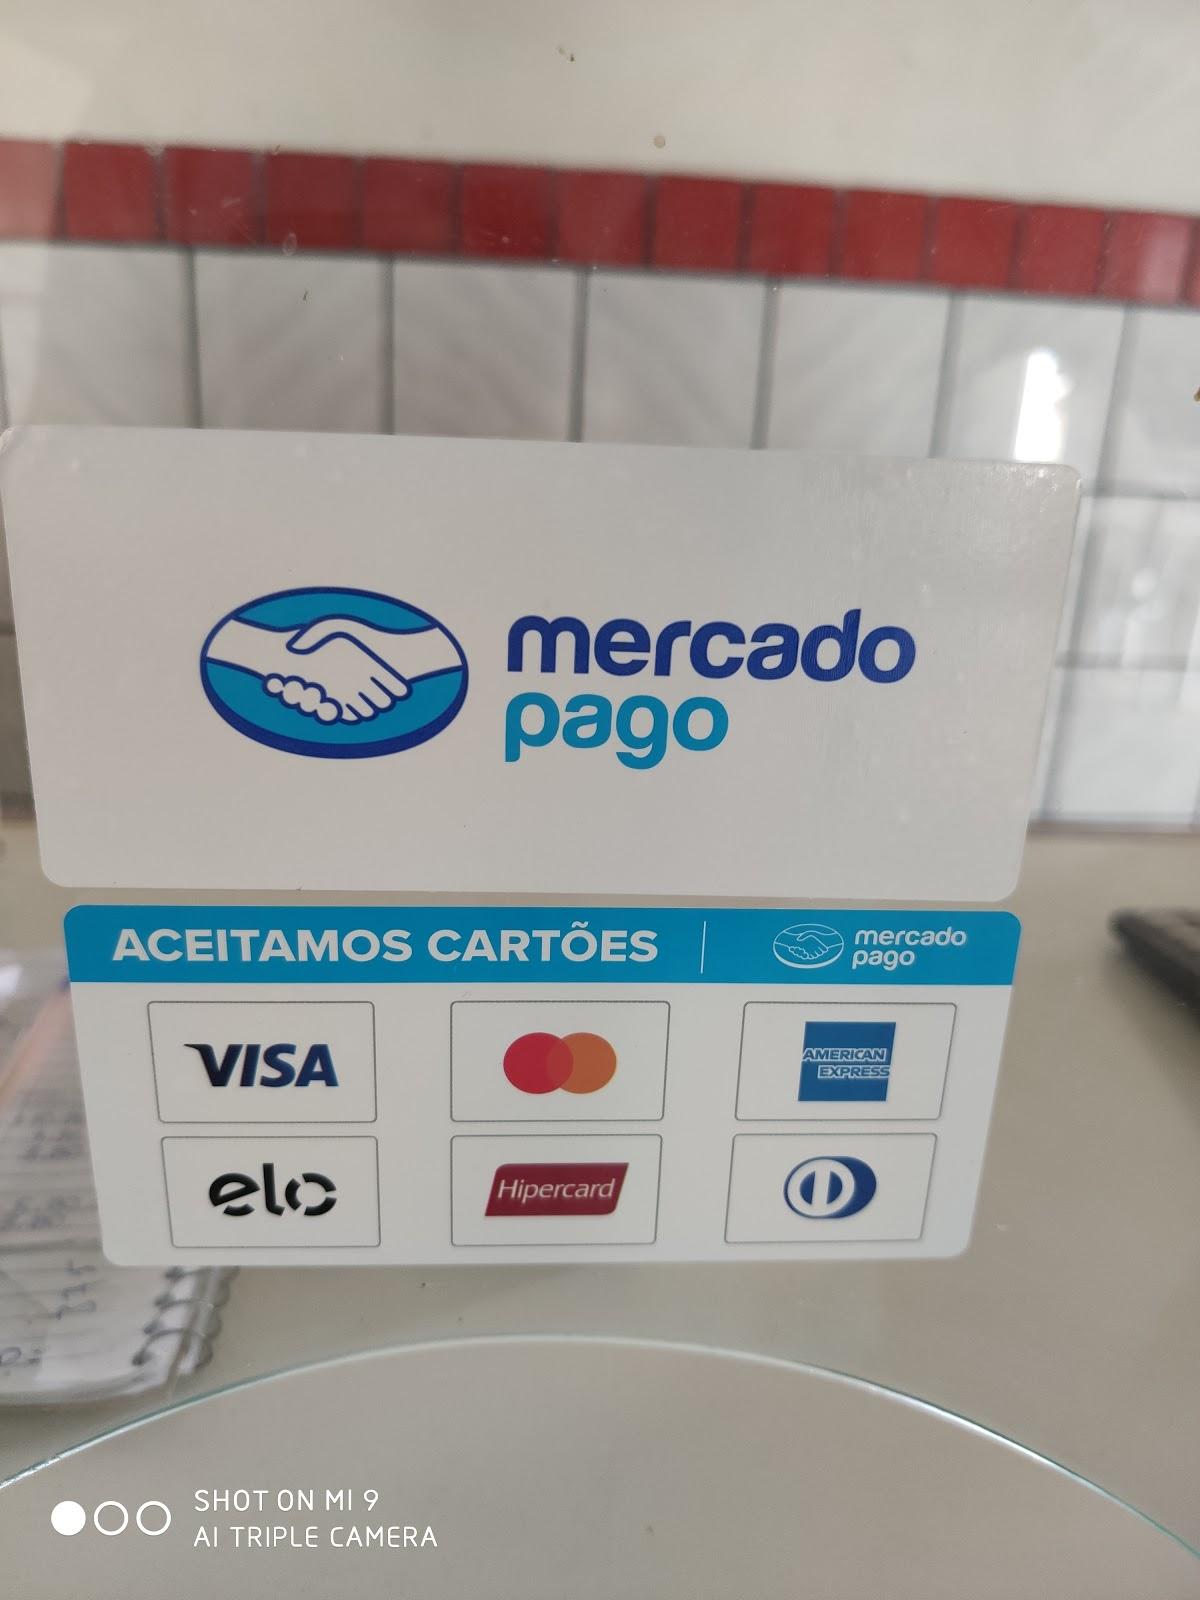 mercado
pago
ACEITAMOS CARTÕES
mercado
pago
VISA
AMERICAN
EXPRESS
elo
Hipercard
SHOT ON MI 9
AI TRIPLE CAMERA